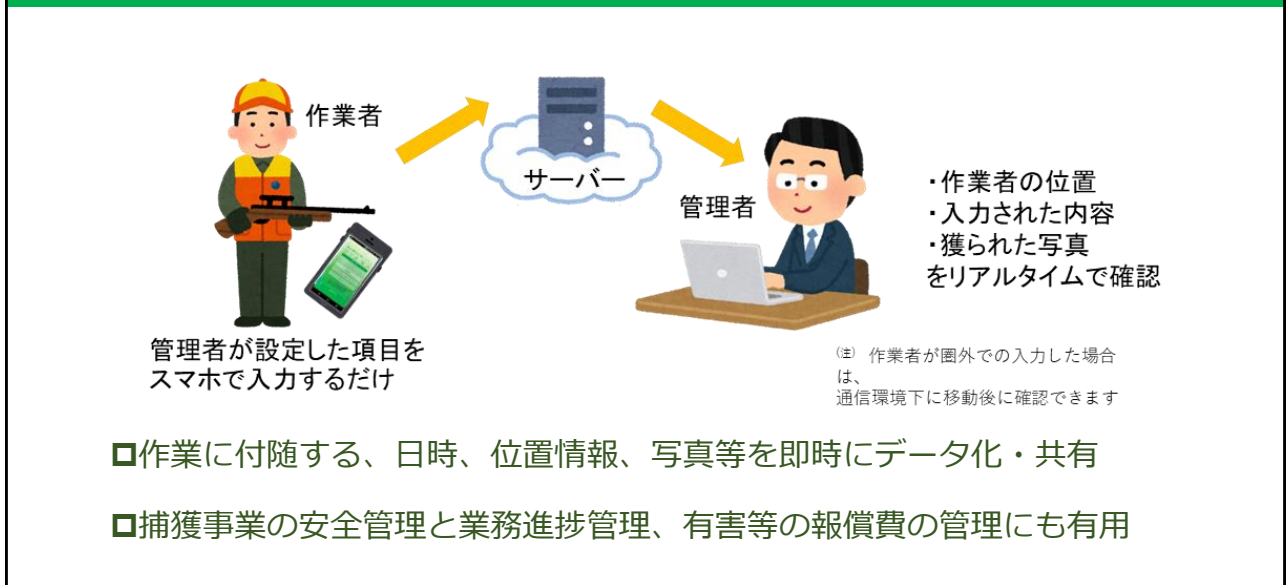 作業者
サーバー
管理者
・作業者の位置
・入力された内容
・獲られた写真
をリアルタイムで確認
管理者が設定した項目を
スマホで入力するだけ
(注) 作業者が圏外での入力した場合
は、
通信環境下に移動後に確認できます
作業に付随する、日時、位置情報、写真等を即時にデータ化・共有
捕獲事業の安全管理と業務進捗管理、有害等の報償費の管理にも有用